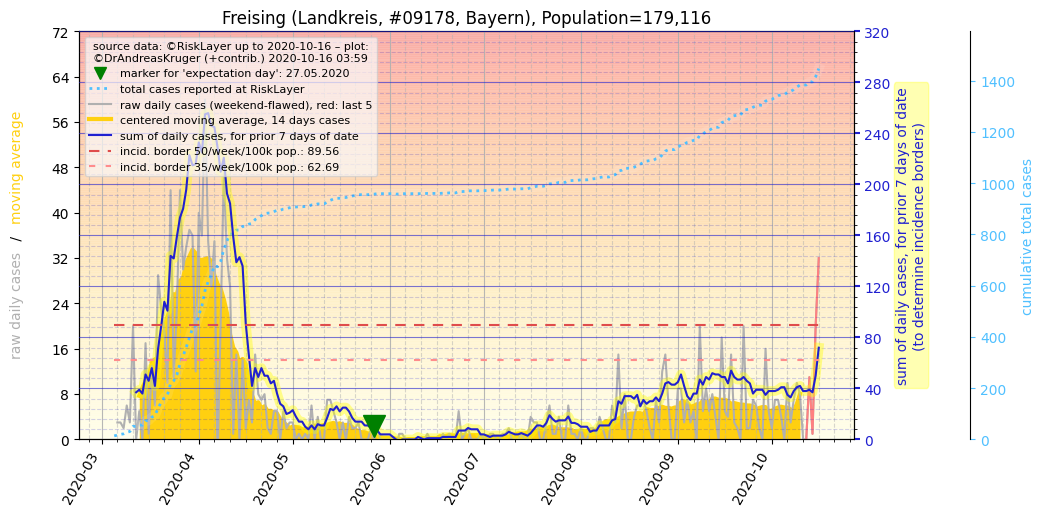 Freising (Landkreis, #09178, Bayern), Population=179,116
source data: ©RiskLayer up to 2020-10-16 – plot:
©DrAndreasKruger (+contrib.) 2020-10-16 03:59
marker for 'expectation day': 27.05.2020
total cases reported at RiskLayer
raw daily cases (weekend-flawed), red: last 5
centered moving average, 14 days cases
sum of daily cases, for prior 7 days of date
incid. border 50/week/100k pop.: 89.56
incid. border 35/week/100k pop.: 62.69
raw daily cases / moving average
72
64
56
48
40
32
24
16
8
0
2020-03
2020-04
2020-05
2020-06
2020-07
2020-08
2020-09
2020-10
320
280
240
200
160
120
80
40
0
sum of daily cases, for prior 7 days of date
(to determine incidence borders)
1400
1200
1000
800
600
400
200
0
cumulative total cases